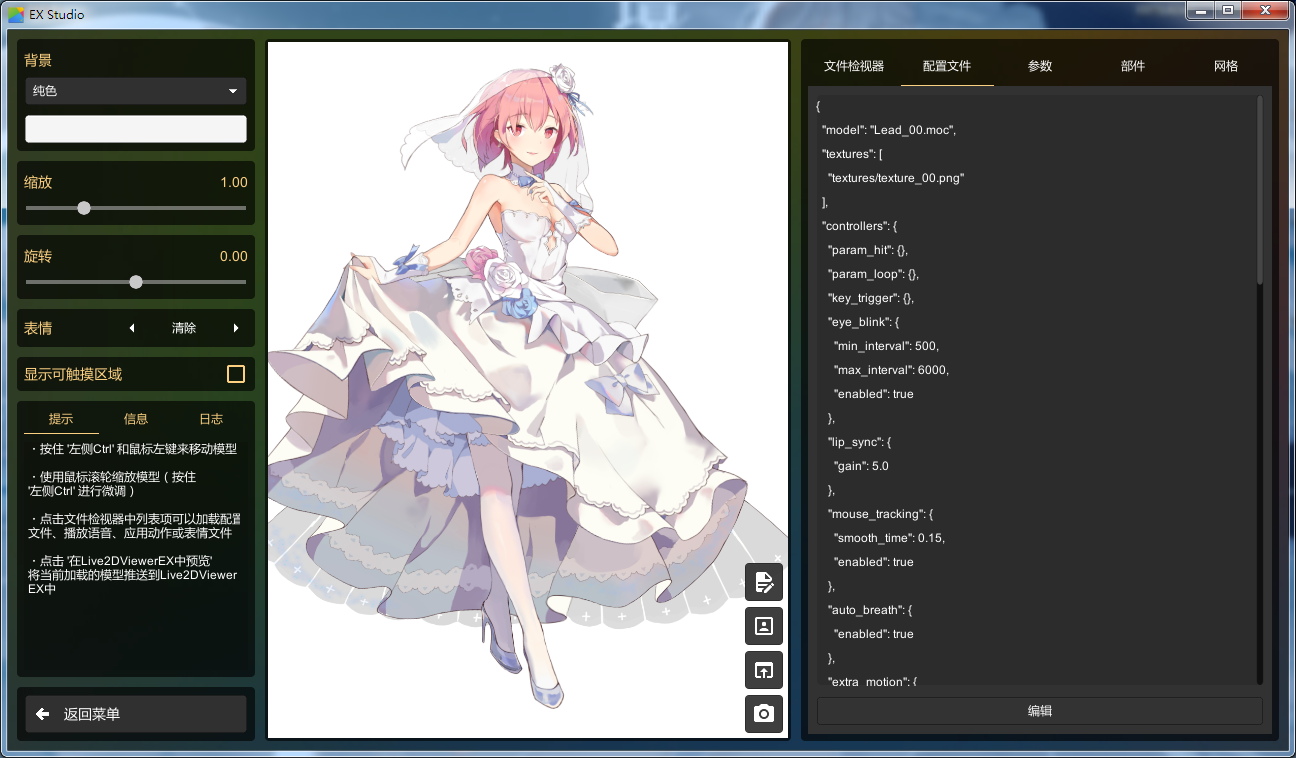 EX Studio
背景
纯色
缩放 1.00
旋转 0.00
表情 清除
显示可触摸区域
提示 信息 日志
・按住 '左侧Ctrl' 和鼠标左键来移动模型
・使用鼠标滚轮缩放模型 ( 按住
'左侧Ctrl' 进行微调 )
・点击文件检视器中列表项可以加载配置
文件、播放语音、应用动作或表情文件
・点击 '在Live2DViewerEX中预览'
将当前加载的模型推送到Live2DViewer
EX中
返回菜单
文件检视器 配置文件 参数 部件 网格
{
"model": "Lead_00.moc",
"textures": [
"textures/texture_00.png"
],
"controllers": {
"param_hit": {},
"param_loop": {},
"key_trigger": {},
"eye_blink": {
"min_interval": 500,
"max_interval": 6000,
"enabled": true
},
"lip_sync": {
"gain": 5.0
},
"mouse_tracking": {
"smooth_time": 0.15,
"enabled": true
},
"auto_breath": {
"enabled": true
},
"extra_motion": {
编辑